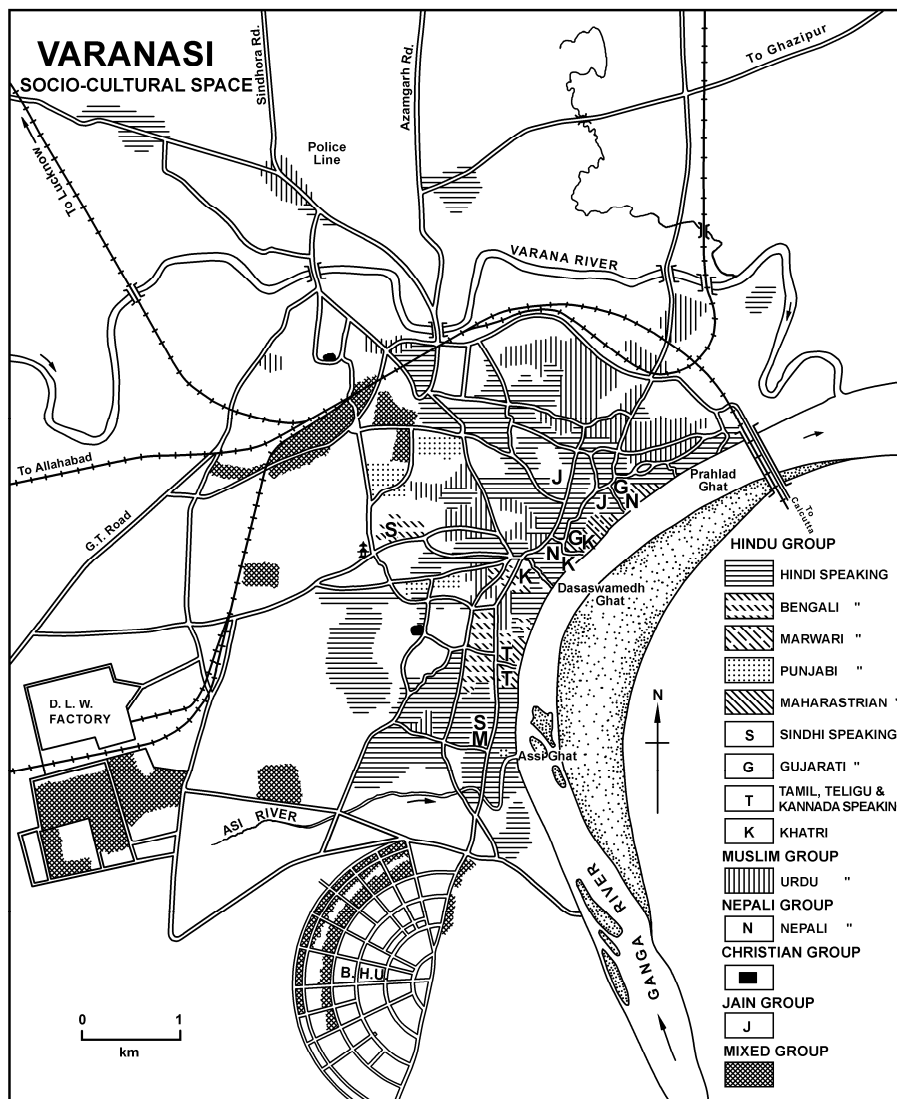 VARANASI
SOCIO-CULTURAL SPACE
Sindhora Rd.
Azamgarh Rd.
To Ghazipur
Police
Line
To Lucknow
VARANA RIVER
To Allahabad
G.T. Road
Prahlad
Ghat
To
Calcutta
J
G
J
N
S
G
K
N
K
K
Dasaswamedh
Ghat
T
T
S
M
Assi Ghat
D. L. W.
FACTORY
ASI RIVER
B. H.U.
GANGA RIVER
N
0 1
km
HINDU GROUP
HINDI SPEAKING
BENGALI "
MARWARI "
PUNJABI "
MAHARASTRIAN "
S SINDHI SPEAKING
G GUJARATI "
T TAMIL, TELIGU &
KANNADA SPEAKIN
K KHATRI
MUSLIM GROUP
URDU "
NEPALI GROUP
N NEPALI "
CHRISTIAN GROUP
JAIN GROUP
J
MIXED GROUP